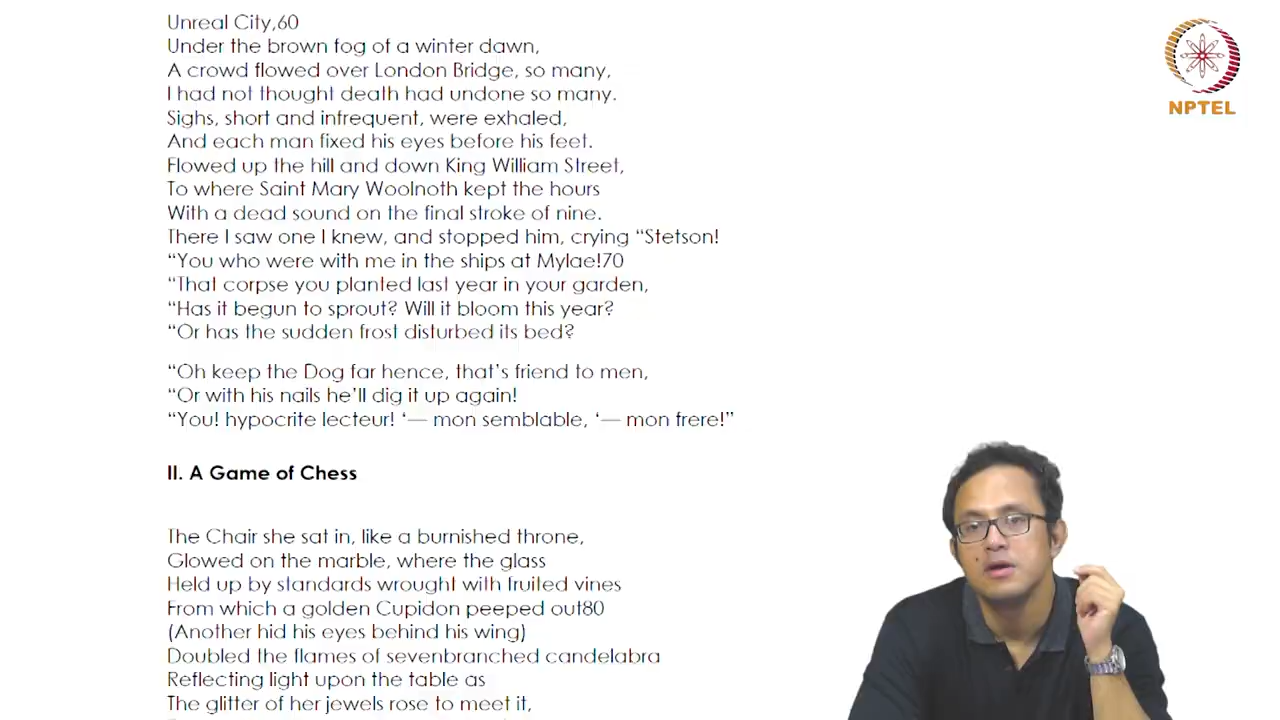 Unreal City,60
Under the brown fog of a winter dawn,
A crowd flowed over London Bridge, so many,
I had not thought death had undone so many.
Sighs, short and infrequent, were exhaled,
And each man fixed his eyes before his feet.
Flowed up the hill and down King William Street,
To where Saint Mary Woolnoth kept the hours
With a dead sound on the final stroke of nine.
There I saw one I knew, and stopped him, crying “Stetson!
“You who were with me in the ships at Mylae!70
“That corpse you planted last year in your garden,
“Has it begun to sprout? Will it bloom this year?
“Or has the sudden frost disturbed its bed?
“Oh keep the Dog far hence, that’s friend to men,
“Or with his nails he’ll dig it up again!
“You! hypocrite lecteur! ‘— mon semblable, ‘— mon frere!”
II. A Game of Chess
The Chair she sat in, like a burnished throne,
Glowed on the marble, where the glass
Held up by standards wrought with fruited vines
From which a golden Cupidon peeped out80
(Another hid his eyes behind his wing)
Doubled the flames of sevenbranched candelabra
Reflecting light upon the table as
The glitter of her jewels rose to meet it,
NPTEL